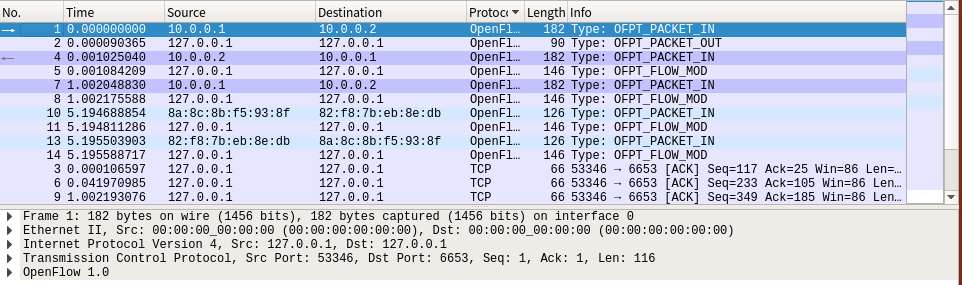 No. Time Source Destination Protoc Length Info
1 0.000000000 10.0.0.1 10.0.0.2 OpenFl… 182 Type: OFPT_PACKET_IN
2 0.000090365 127.0.0.1 127.0.0.1 OpenFl… 90 Type: OFPT_PACKET_OUT
4 0.001025040 10.0.0.2 10.0.0.1 OpenFl… 182 Type: OFPT_PACKET_IN
5 0.001084209 127.0.0.1 127.0.0.1 OpenFl… 146 Type: OFPT_FLOW_MOD
7 1.002048830 10.0.0.1 10.0.0.2 OpenFl… 182 Type: OFPT_PACKET_IN
8 1.002175588 127.0.0.1 127.0.0.1 OpenFl… 146 Type: OFPT_FLOW_MOD
10 5.194688854 8a:8c:8b:f5:93:8f 82:f8:7b:eb:8e:db OpenFl… 126 Type: OFPT_PACKET_IN
11 5.194811286 127.0.0.1 127.0.0.1 OpenFl… 146 Type: OFPT_FLOW_MOD
13 5.195503903 82:f8:7b:eb:8e:db 8a:8c:8b:f5:93:8f OpenFl… 126 Type: OFPT_PACKET_IN
14 5.195588717 127.0.0.1 127.0.0.1 OpenFl… 146 Type: OFPT_FLOW_MOD
3 0.000106597 127.0.0.1 127.0.0.1 TCP 66 53346 → 6653 [ACK] Seq=117 Ack=25 Win=86 Len=…
6 0.041970985 127.0.0.1 127.0.0.1 TCP 66 53346 → 6653 [ACK] Seq=233 Ack=105 Win=86 Len…
9 1.002193076 127.0.0.1 127.0.0.1 TCP 66 53346 → 6653 [ACK] Seq=349 Ack=185 Win=86 Len…
Frame 1: 182 bytes on wire (1456 bits), 182 bytes captured (1456 bits) on interface 0
Ethernet II, Src: 00:00:00_00:00:00 (00:00:00:00:00:00), Dst: 00:00:00_00:00:00 (00:00:00:00:00:00)
Internet Protocol Version 4, Src: 127.0.0.1, Dst: 127.0.0.1
Transmission Control Protocol, Src Port: 53346, Dst Port: 6653, Seq: 1, Ack: 1, Len: 116
OpenFlow 1.0